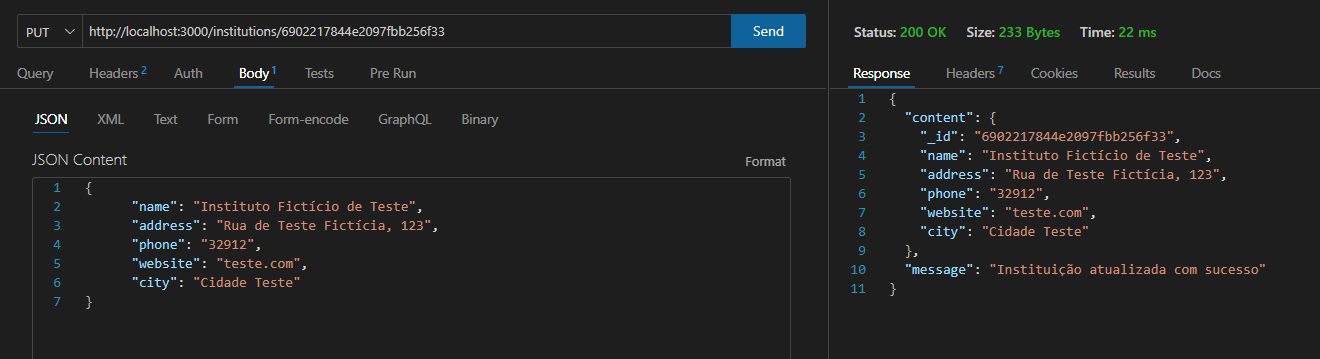 PUT http://localhost:3000/institutions/6902217844e2097fbb256f33 Send
Query Headers 2 Auth Body 1 Tests Pre Run
JSON XML Text Form Form-encode GraphQL Binary
JSON Content Format
1 {
2 "name": "Instituto Fictício de Teste",
3 "address": "Rua de Teste Fictícia, 123",
4 "phone": "32912",
5 "website": "teste.com",
6 "city": "Cidade Teste"
7 }
Status: 200 OK Size: 233 Bytes Time: 22 ms
Response Headers 7 Cookies Results Docs
1 {
2 "content": {
3 "_id": "6902217844e2097fbb256f33",
4 "name": "Instituto Fictício de Teste",
5 "address": "Rua de Teste Fictícia, 123",
6 "phone": "32912",
7 "website": "teste.com",
8 "city": "Cidade Teste"
9 },
10 "message": "Instituição atualizada com sucesso"
11 }